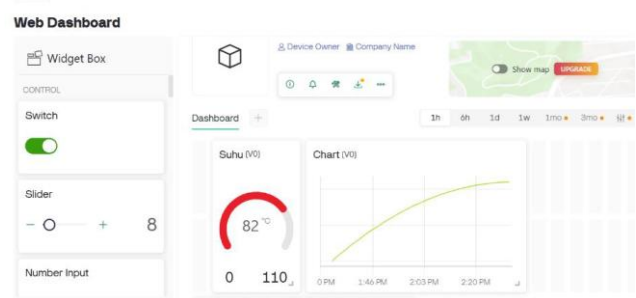 Web Dashboard
Widget Box
CONTROL
Switch
Slider
8
Number Input
Device Owner Company Name
Show map UPGRADE
Dashboard +
1h 6h 1d 1w 1mo 3mo
Suhu (V0)
82 °C
0 110
Chart (V0)
0 PM 1:46 PM 2:03 PM 2:20 PM